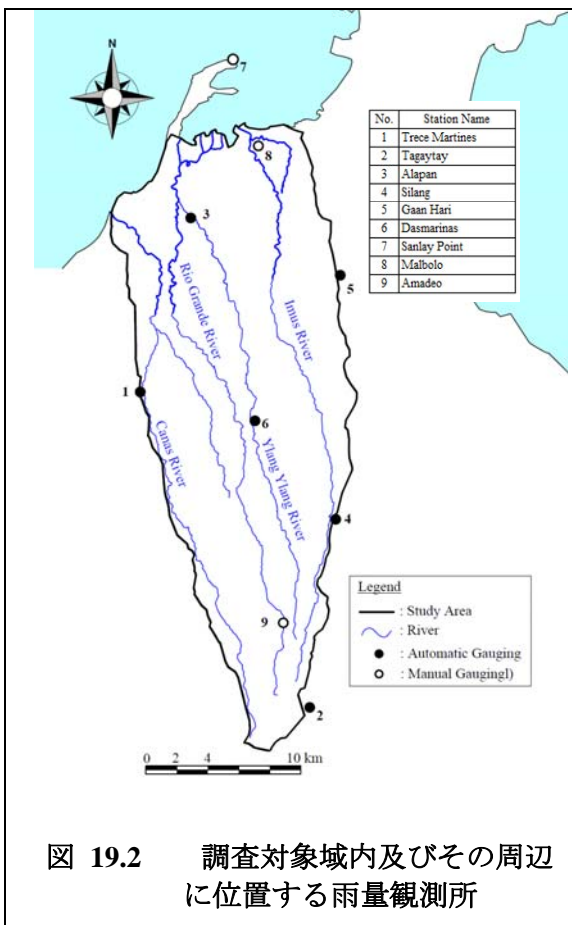 N
7
8
No. Station Name
1 Trece Martines
2 Tagaytay
3 Alapan
4 Silang
5 Gaan Hari
6 Dasmarinas
7 Sanlay Point
8 Malbolo
9 Amadeo
3
5
Rio Grande River
Imus River
1
6
Canas River
Ylang Ylang River
4
9
2
Legend
: Study Area
: River
: Automatic Gauging
: Manual Gaugingl)
0 2 4 10 km
図 19.2 調査対象域内及びその周辺
に位置する雨量観測所